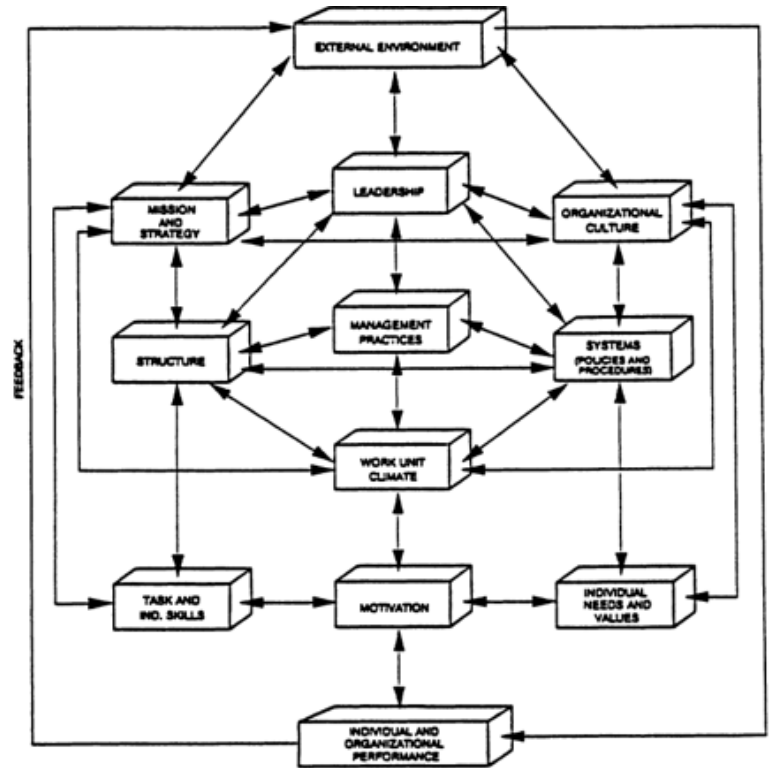 EXTERNAL ENVIRONMENT
LEADERSHIP
MISSION
AND
STRATEGY
ORGANIZATIONAL
CULTURE
MANAGEMENT
PRACTICES
STRUCTURE
SYSTEMS
(POLICIES AND
PROCEDURES)
FEEDBACK
WORK UNIT
CLIMATE
TASK AND
IND. SKILLS
MOTIVATION
INDIVIDUAL
NEEDS AND
VALUES
INDIVIDUAL AND
ORGANIZATIONAL
PERFORMANCE